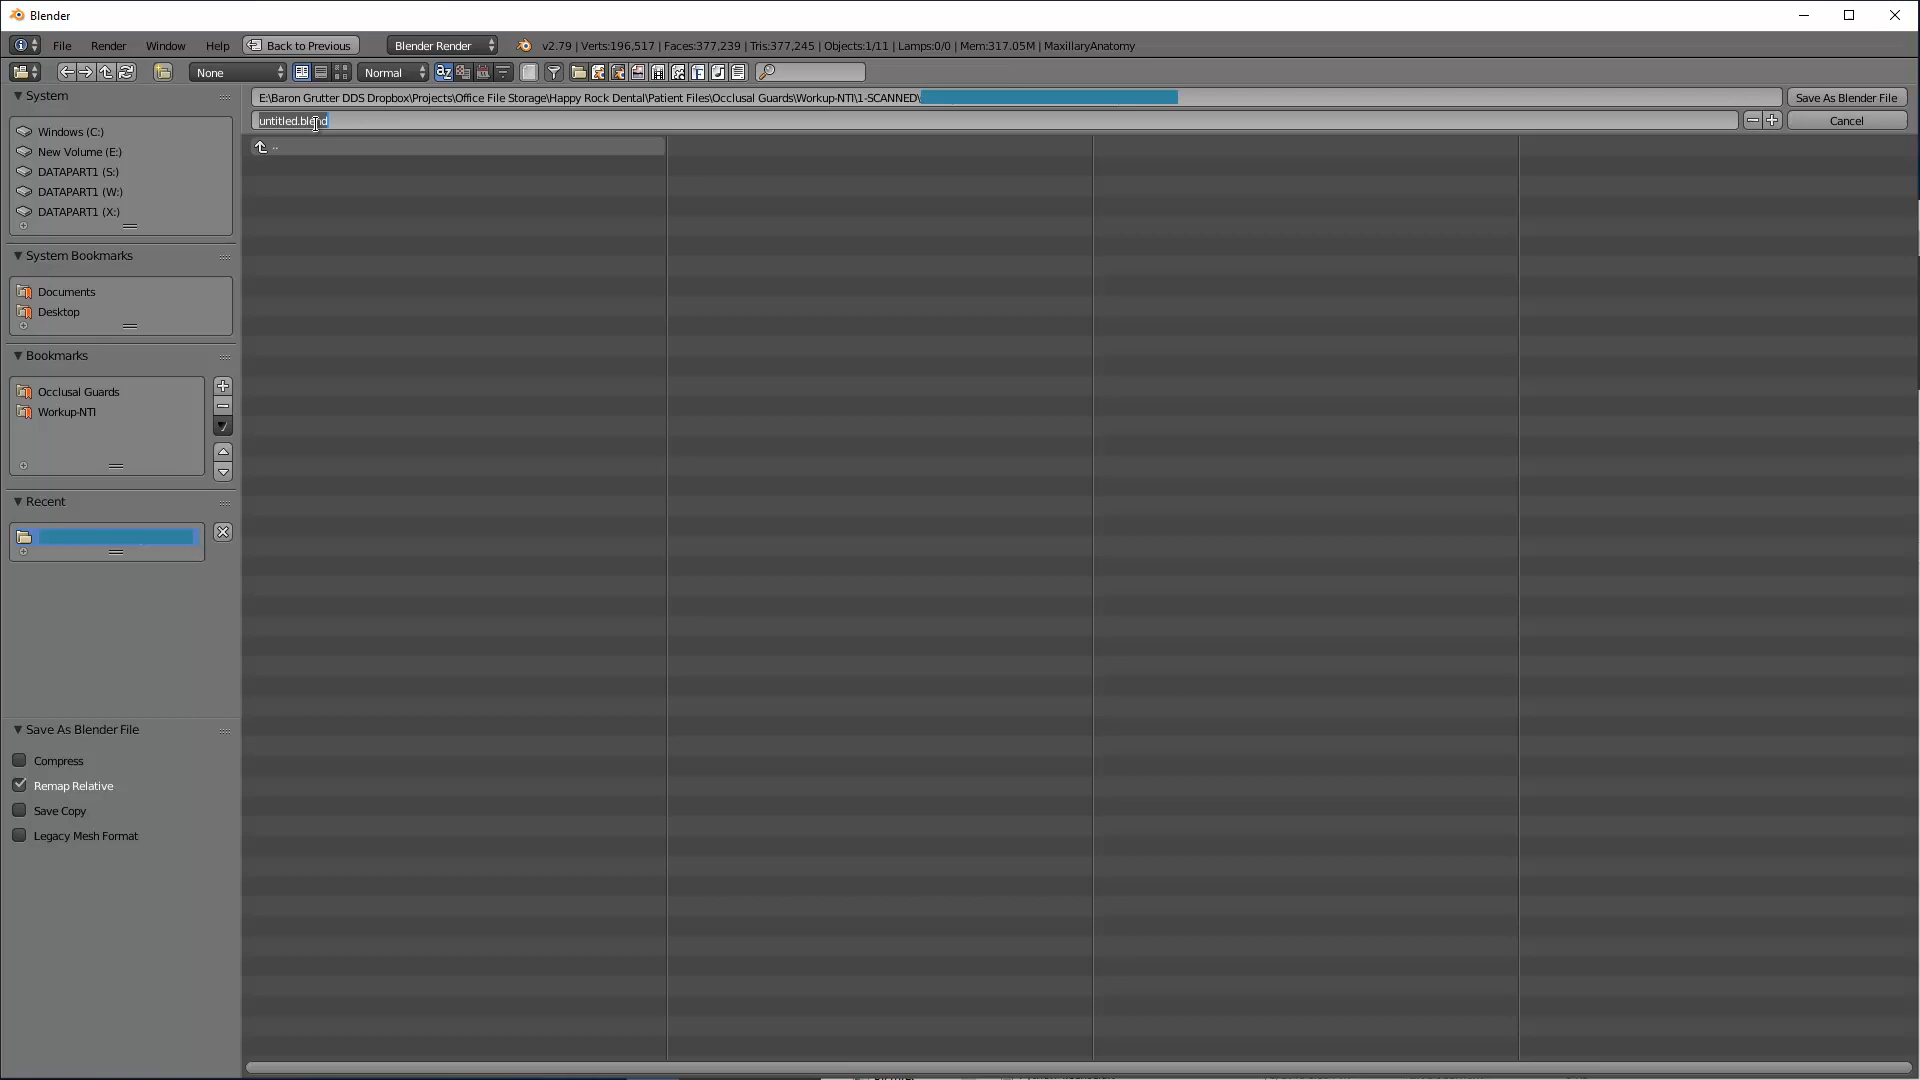 Blender
File Render Window Help Back to Previous Blender Render v2.79 | Verts:196,517 | Faces:377,239 | Tris:377,245 | Objects:1/11 | Lamps:0/0 | Mem:317.05M | MaxillaryAnatomy
None Normal
System
E:\Baron Grutter DDS Dropbox\Projects\Office File Storage\Happy Rock Dental\Patient Files\Occlusal Guards\Workup-NTI\1-SCANNED\ Save As Blender File
untitled.blend Cancel
..
Windows (C:)
New Volume (E:)
DATAPART1 (S:)
DATAPART1 (W:)
DATAPART1 (X:)
System Bookmarks
Documents
Desktop
Bookmarks
Occlusal Guards
Workup-NTI
Recent
Save As Blender File
Compress
Remap Relative
Save Copy
Legacy Mesh Format